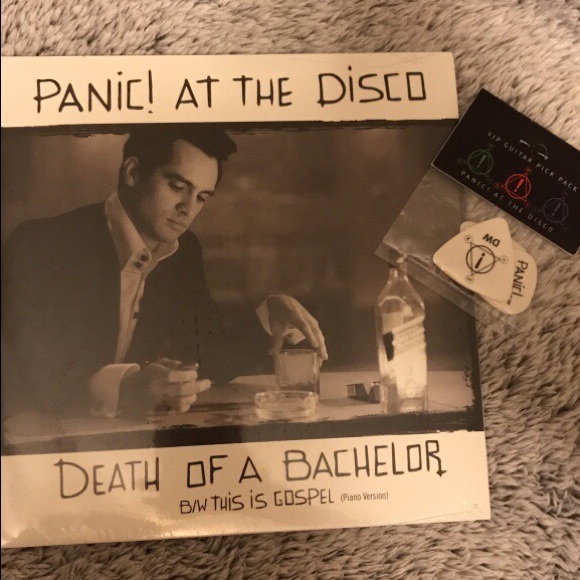 PANIC! AT THE DISCO
VIP GUITAR PICK PACK
PANIC! AT THE DISCO
DW
PANIC!
DEATH OF A BACHELOR
B/W THIS IS GOSPEL (Piano Version)